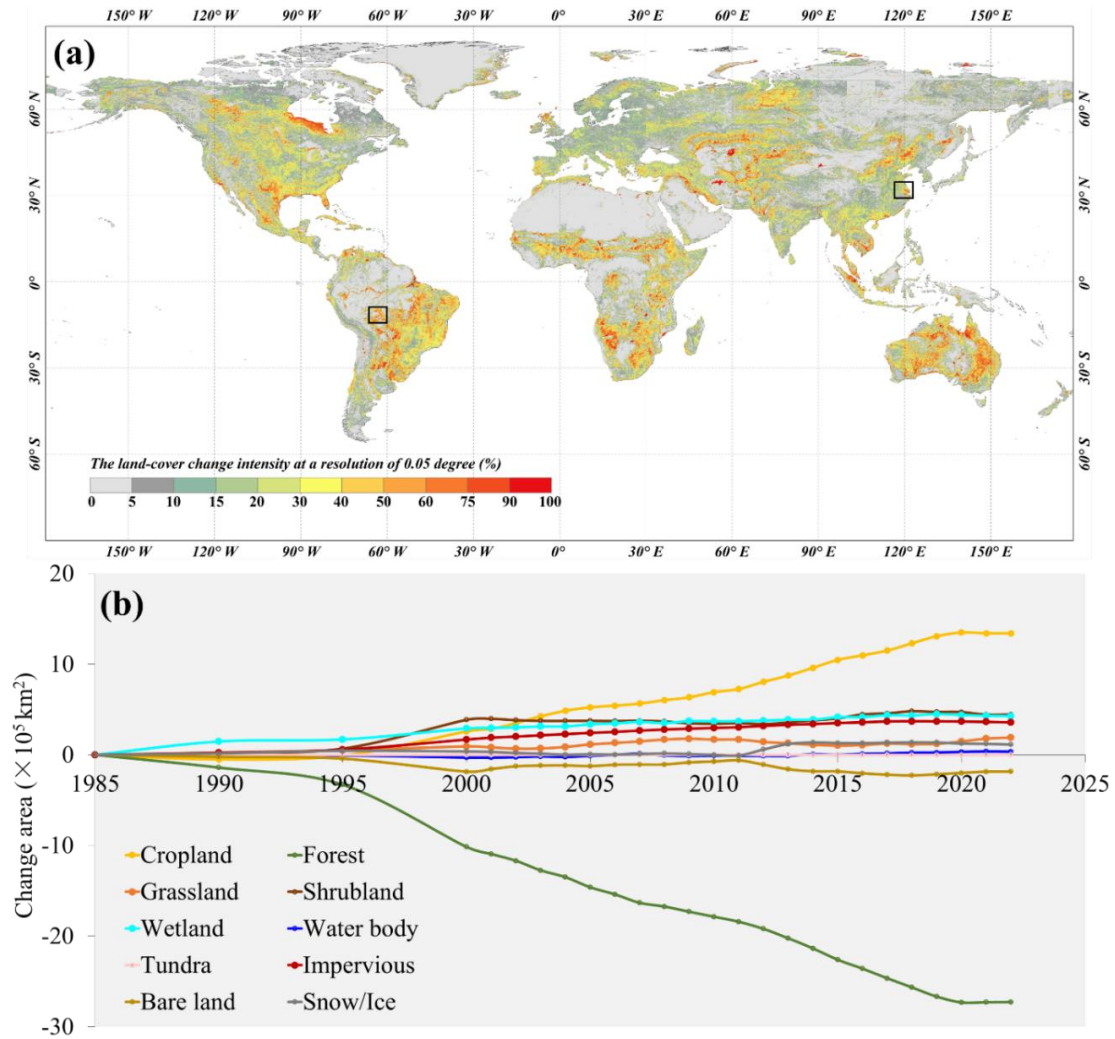 150° W 120° W 90° W 60° W 30° W 0° 30° E 60° E 90° E 120° E 150° E
(a)
60° N 60° N
30° N 30° N
0° 0°
30° S 30° S
60° S 60° S
The land-cover change intensity at a resolution of 0.05 degree (%)
0 5 10 15 20 30 40 50 60 75 90 100
150° W 120° W 90° W 60° W 30° W 0° 30° E 60° E 90° E 120° E 150° E
(b)
20
10
0
1985 1990 1995 2000 2005 2010 2015 2020 2025
-10
-20
-30
Change area (×10⁵ km²)
Cropland Forest
Grassland Shrubland
Wetland Water body
Tundra Impervious
Bare land Snow/Ice